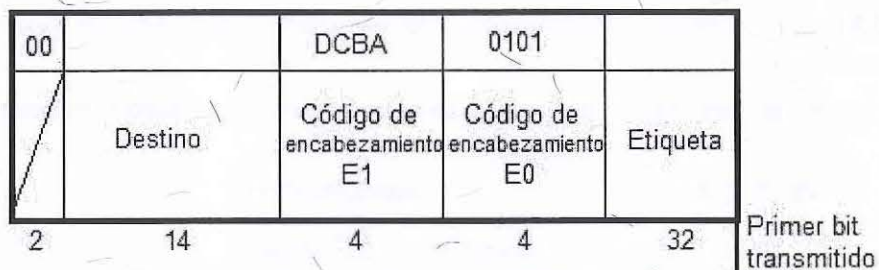 00 DCBA 0101
Destino Código de encabezamiento E1 Código de encabezamiento E0 Etiqueta
2 14 4 4 32 Primer bit transmitido